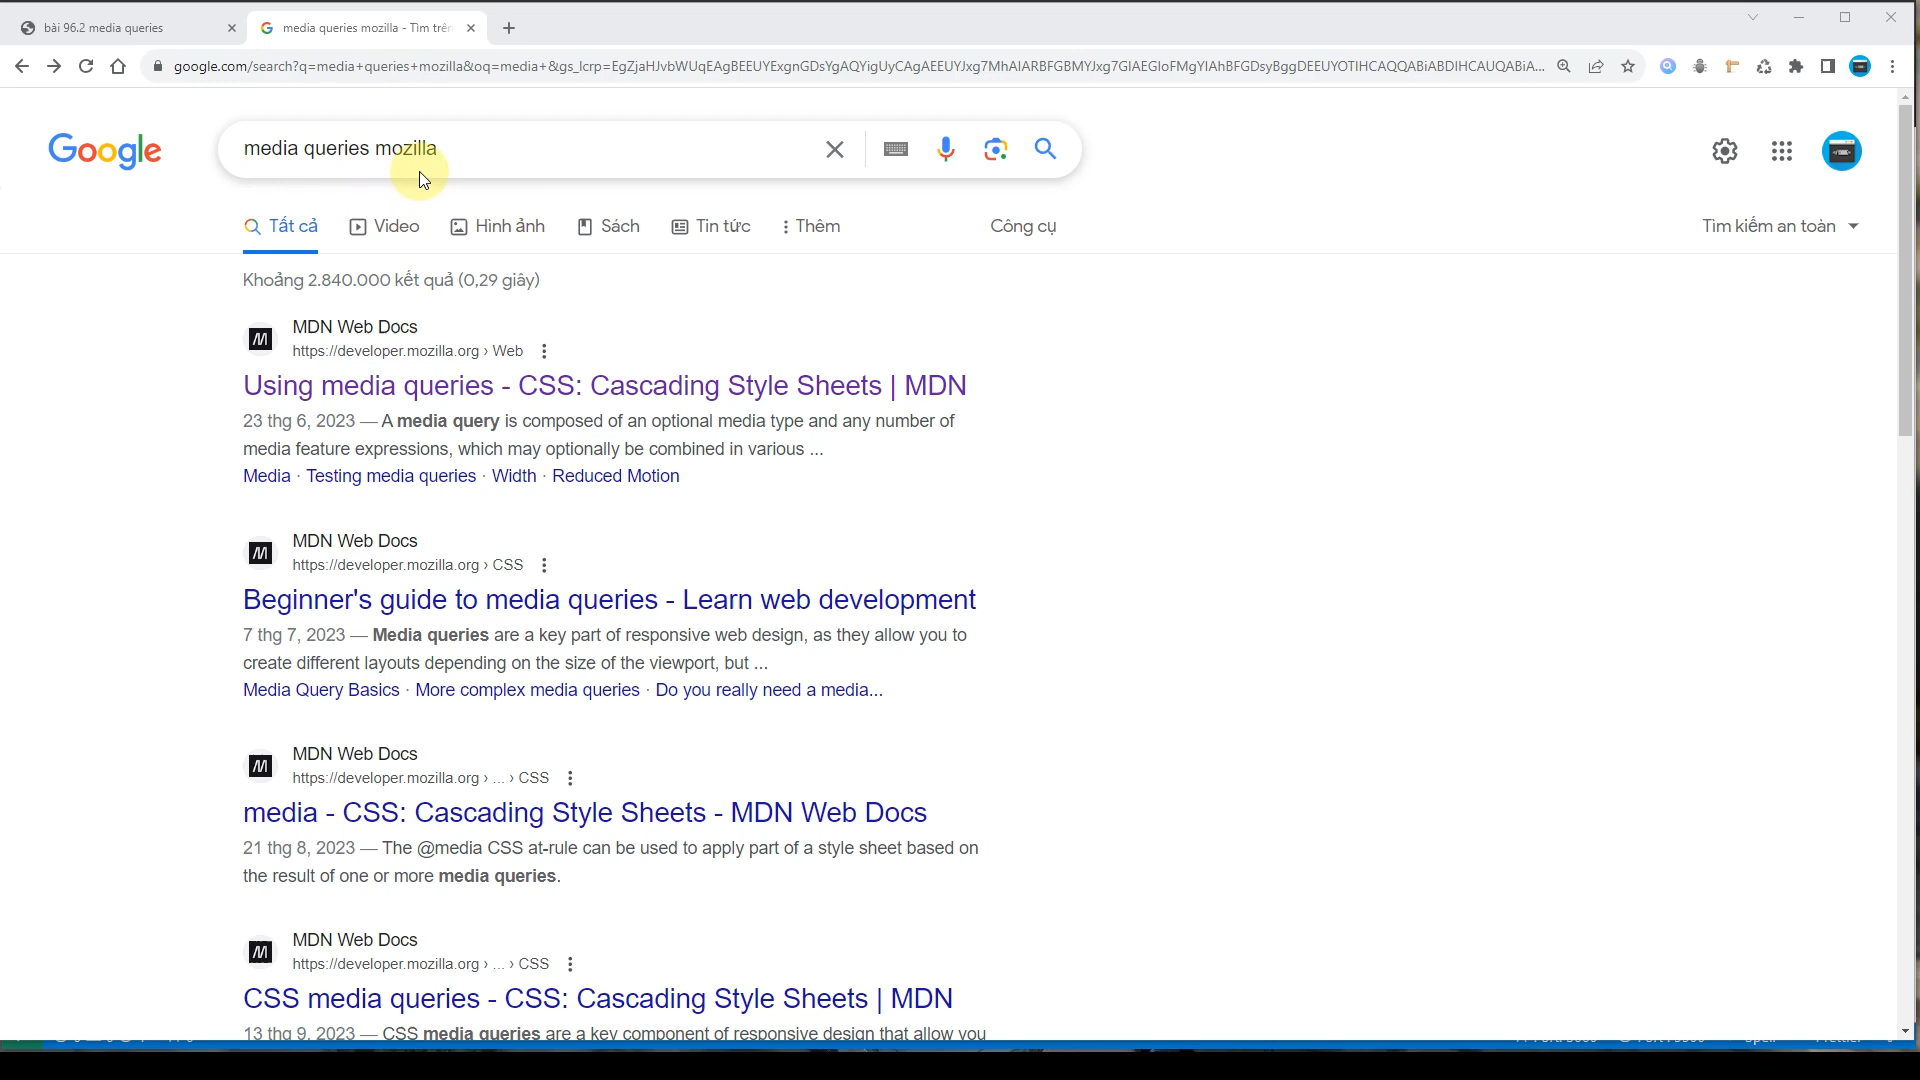 bài 96.2 media queries
media queries mozilla - Tìm trên
google.com/search?q=media+queries+mozilla&oq=media+&gs_lcrp=EgZjaHJvbWUqEAgBEEUYExgnGDsYgAQYigUyCAgAEEUYJxg7MhAIARBFGBMYJxg7GIAEGIoFMgYIAhBFGDsyBggDEEUYOTIHCAQQABiABDIHCAUQABiA...
Google
media queries mozilla
Tất cả
Video
Hình ảnh
Sách
Tin tức
Thêm
Công cụ
Tìm kiếm an toàn
Khoảng 2.840.000 kết quả (0,29 giây)
MDN Web Docs
https://developer.mozilla.org › Web
Using media queries - CSS: Cascading Style Sheets | MDN
23 thg 6, 2023 — A media query is composed of an optional media type and any number of
media feature expressions, which may optionally be combined in various ...
Media · Testing media queries · Width · Reduced Motion
MDN Web Docs
https://developer.mozilla.org › CSS
Beginner's guide to media queries - Learn web development
7 thg 7, 2023 — Media queries are a key part of responsive web design, as they allow you to
create different layouts depending on the size of the viewport, but ...
Media Query Basics · More complex media queries · Do you really need a media...
MDN Web Docs
https://developer.mozilla.org › ... › CSS
media - CSS: Cascading Style Sheets - MDN Web Docs
21 thg 8, 2023 — The @media CSS at-rule can be used to apply part of a style sheet based on
the result of one or more media queries.
MDN Web Docs
https://developer.mozilla.org › ... › CSS
CSS media queries - CSS: Cascading Style Sheets | MDN
13 thg 9, 2023 — CSS media queries are a key component of responsive design that allow you